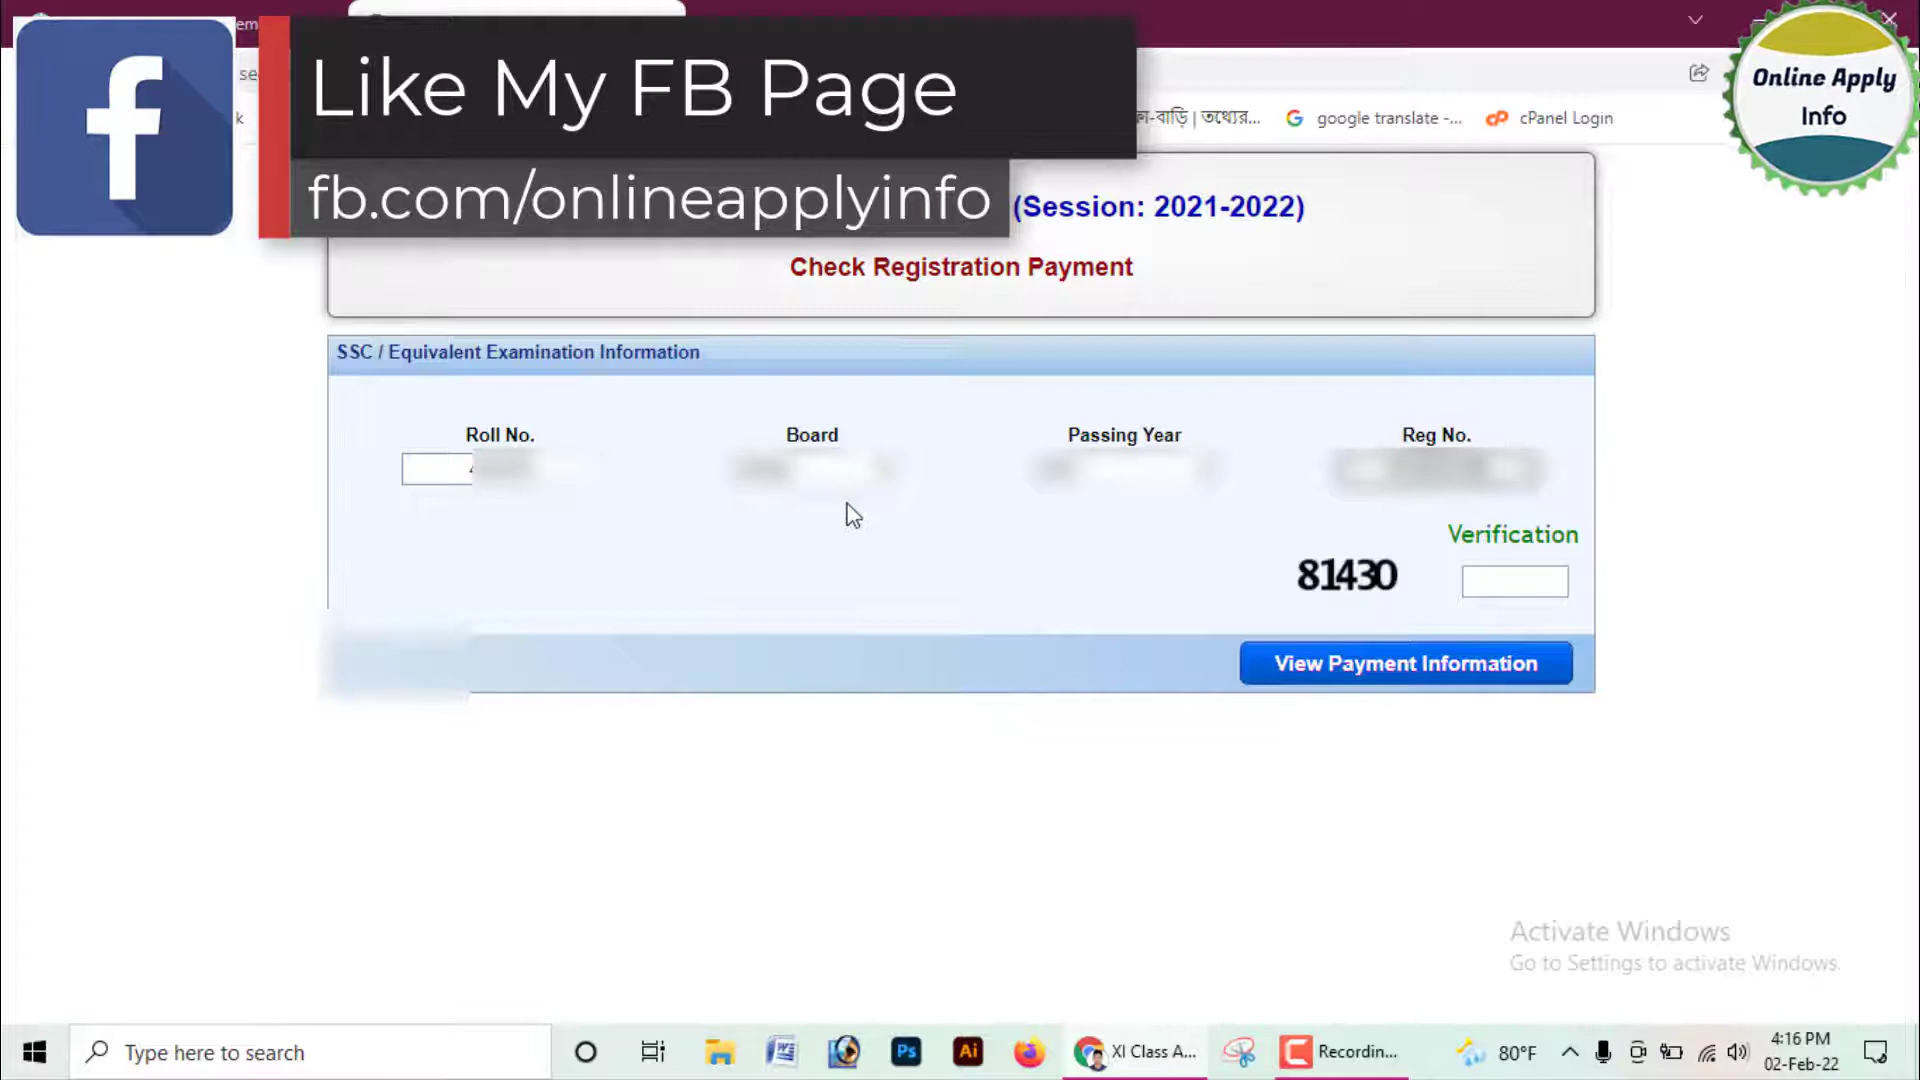 Like My FB Page
fb.com/onlineapplyinfo
Online Apply
Info
google translate -...
cPanel Login
(Session: 2021-2022)
Check Registration Payment
SSC / Equivalent Examination Information
Roll No.
Board
Passing Year
Reg No.
Verification
81430
View Payment Information
Activate Windows
Go to Settings to activate Windows.
Type here to search
Ps
Ai
XI Class A...
Recordin...
80°F
4:16 PM
02-Feb-22